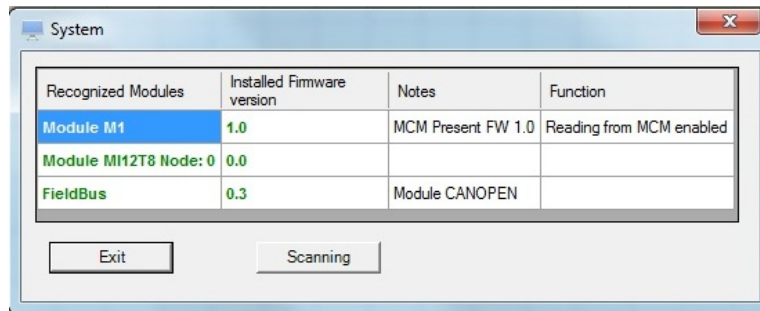 System
Recognized Modules Installed Firmware version Notes Function
Module M1 1.0 MCM Present FW 1.0 Reading from MCM enabled
Module MI12T8 Node: 0 0.0
FieldBus 0.3 Module CANOPEN
Exit Scanning